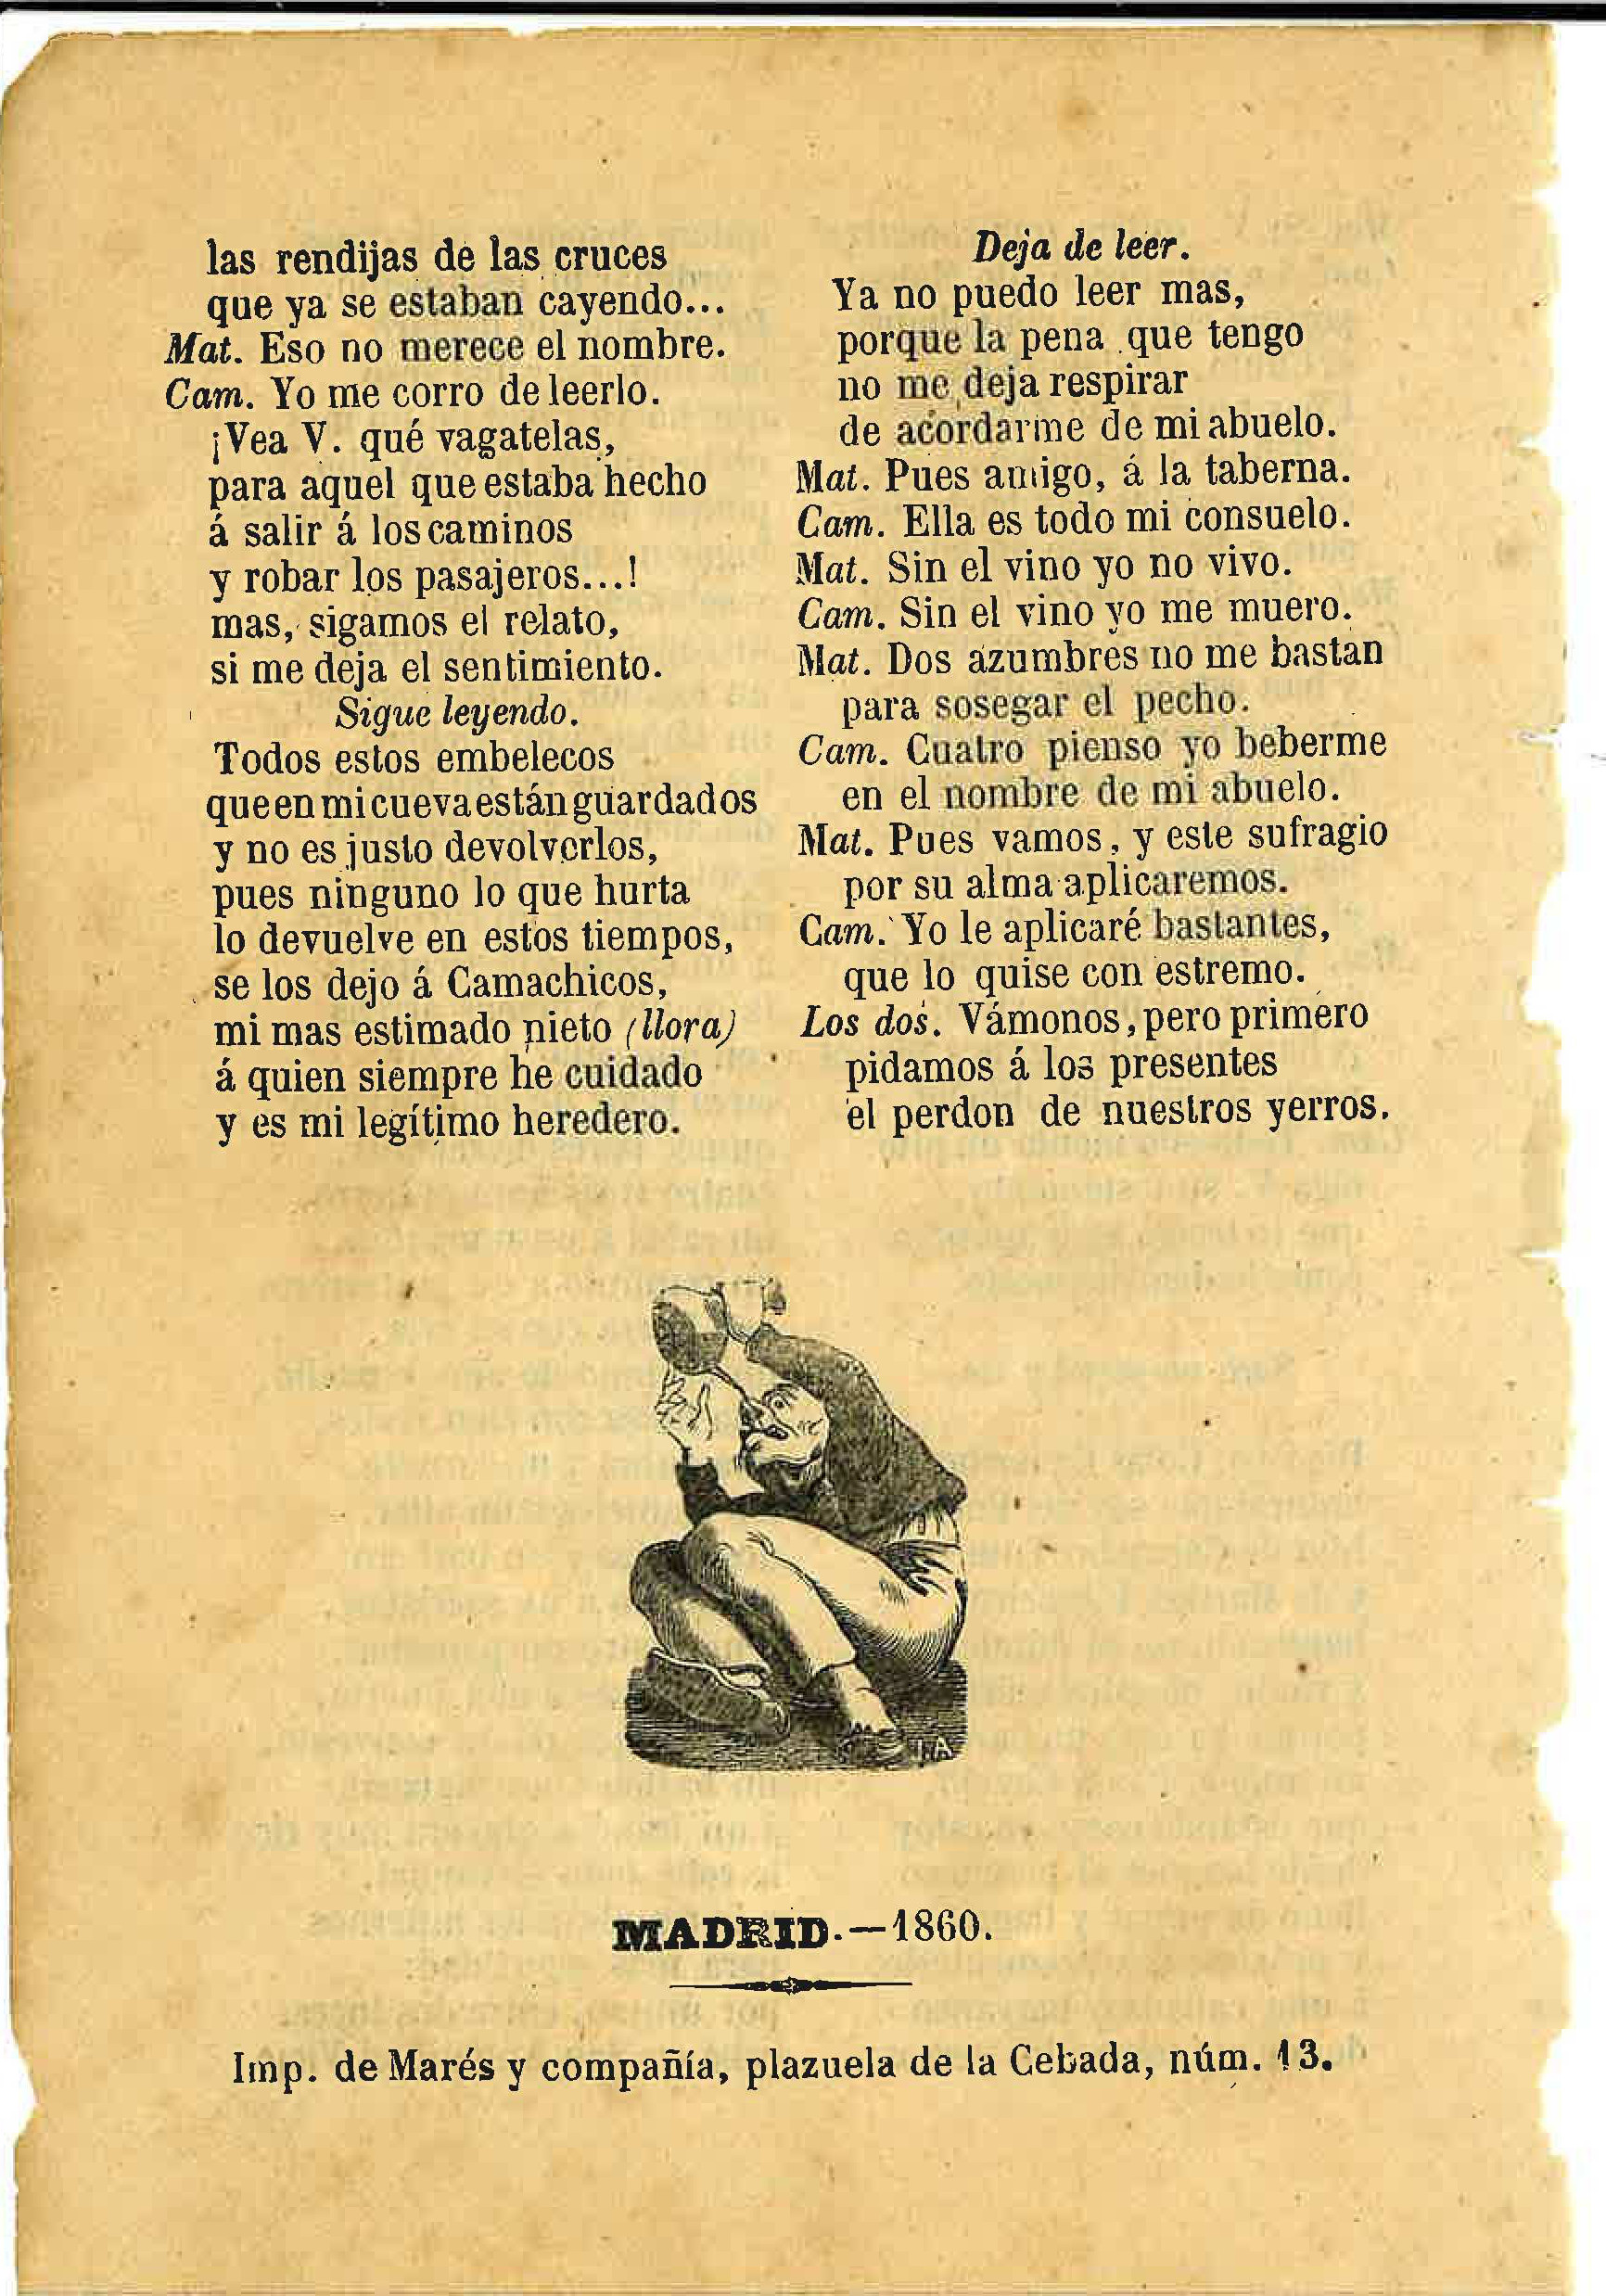 las rendijas de las cruces
que ya se estaban cayendo...
Mat. Eso no merece el nombre.
Cam. Yo me corro de leerlo.
¡Vea V. qué vagatelas,
para aquel que estaba hecho
á salir á los caminos
y robar los pasajeros...!
mas, sigamos el relato,
si me deja el sentimiento.
Sigue leyendo.
Todos estos embelecos
que en mi cueva están guardados
y no es justo devolverlos,
pues ninguno lo que hurta
lo devuelve en estos tiempos,
se los dejo á Camachicos,
mi mas estimado nieto (llora)
á quien siempre he cuidado
y es mi legítimo heredero.
Deja de leer.
Ya no puedo leer mas,
porque la pena que tengo
no me deja respirar
de acordarme de mi abuelo.
Mat. Pues amigo, á la taberna.
Cam. Ella es todo mi consuelo.
Mat. Sin el vino yo no vivo.
Cam. Sin el vino yo me muero.
Mat. Dos azumbres no me bastan
para sosegar el pecho.
Cam. Cuatro pienso yo beberme
en el nombre de mi abuelo.
Mat. Pues vamos, y este sufragio
por su alma aplicaremos.
Cam. Yo le aplicaré bastantes,
que lo quise con estremo.
Los dos. Vámonos, pero primero
pidamos á los presentes
el perdon de nuestros yerros.
MADRID.—1860.
Imp. de Marés y compañía, plazuela de la Cebada, núm. 13.